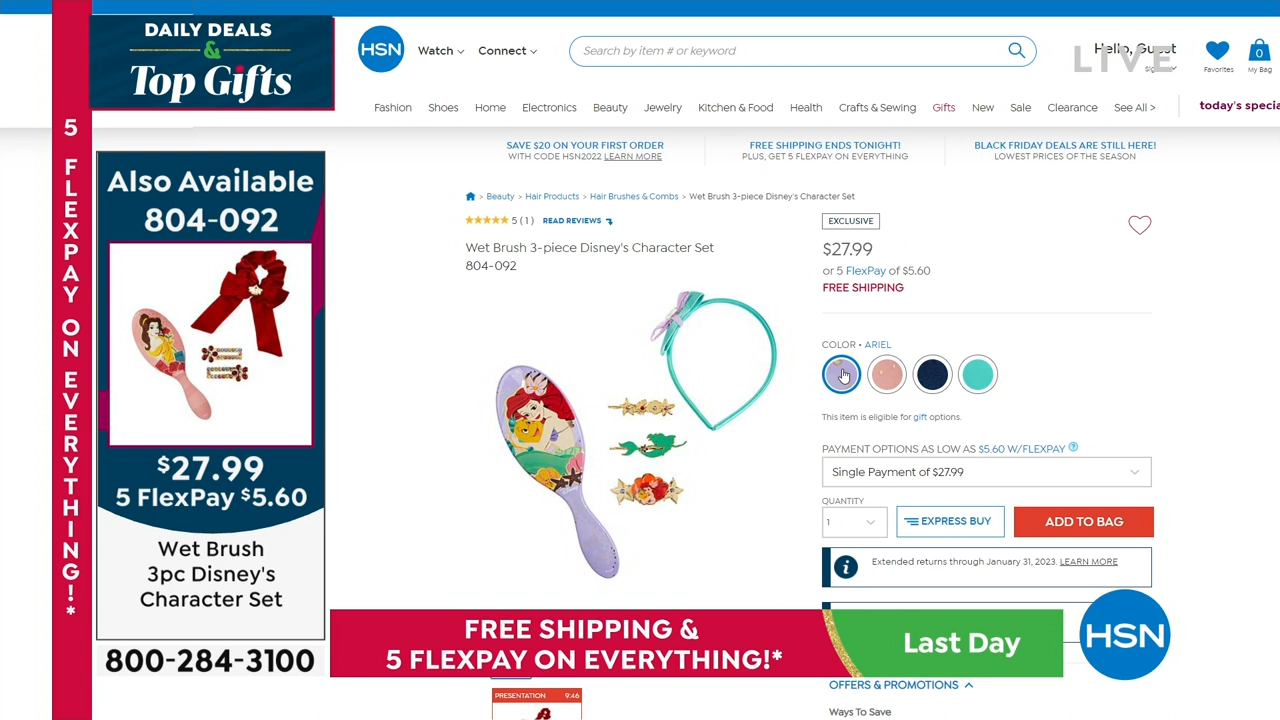 DAILY DEALS
&
Top Gifts
5 FLEXPAY ON EVERYTHING!*
Also Available
804-092
$27.99
5 FlexPay $5.60
Wet Brush
3pc Disney's
Character Set
800-284-3100
HSN
Watch
Connect
Search by item # or keyword
Hello, Guest
LIVE
Favorites
0
My Bag
Fashion Shoes Home Electronics Beauty Jewelry Kitchen & Food Health Crafts & Sewing Gifts New Sale Clearance See All >
today's specia
SAVE $20 ON YOUR FIRST ORDER
WITH CODE HSN2022 LEARN MORE
FREE SHIPPING ENDS TONIGHT!
PLUS, GET 5 FLEXPAY ON EVERYTHING
BLACK FRIDAY DEALS ARE STILL HERE!
LOWEST PRICES OF THE SEASON
> Beauty > Hair Products > Hair Brushes & Combs > Wet Brush 3-piece Disney's Character Set
5 ( 1 ) READ REVIEWS
Wet Brush 3-piece Disney's Character Set
804-092
EXCLUSIVE
$27.99
or 5 FlexPay of $5.60
FREE SHIPPING
COLOR • ARIEL
This item is eligible for gift options.
PAYMENT OPTIONS AS LOW AS $5.60 W/FLEXPAY ?
Single Payment of $27.99
QUANTITY
1
EXPRESS BUY
ADD TO BAG
Extended returns through January 31, 2023. LEARN MORE
FREE SHIPPING &
5 FLEXPAY ON EVERYTHING!*
Last Day
HSN
OFFERS & PROMOTIONS
Ways To Save
PRESENTATION 9:46